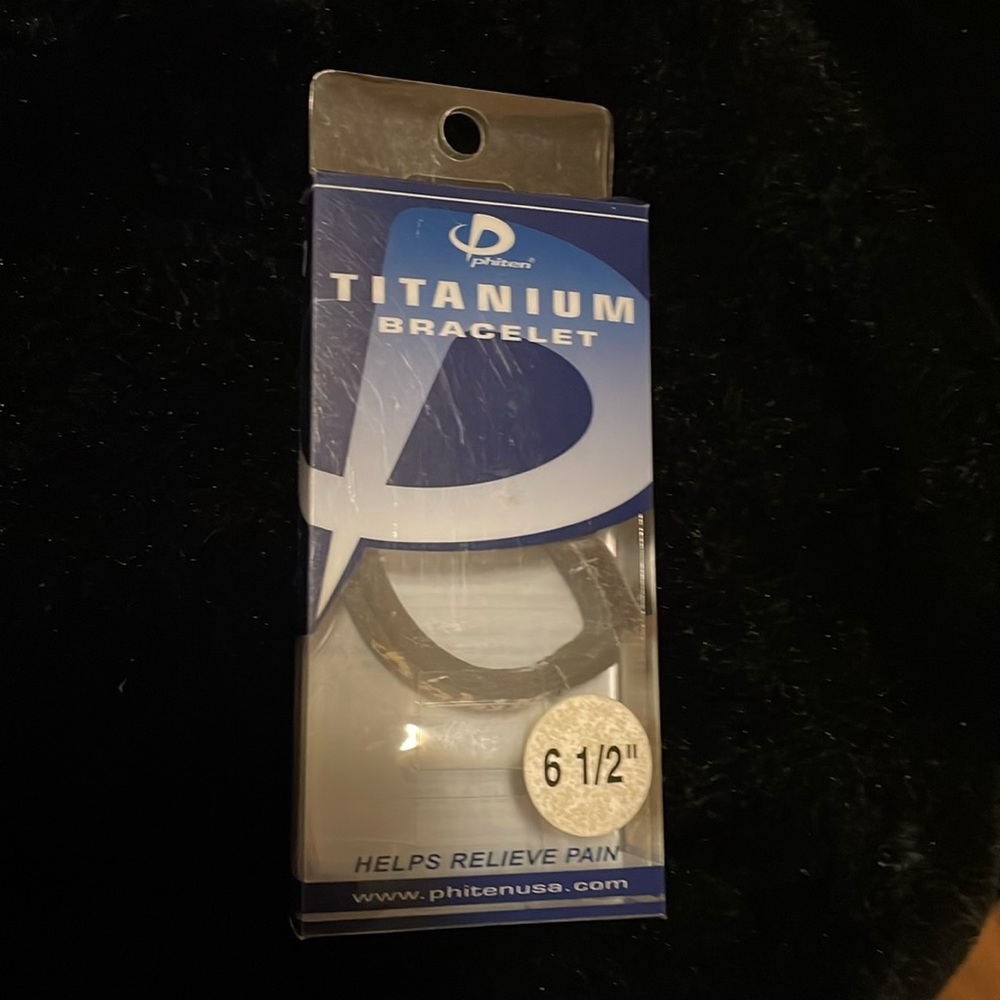 phiten®
TITANIUM
BRACELET
6 1/2"
HELPS RELIEVE PAIN
www.phitenusa.com